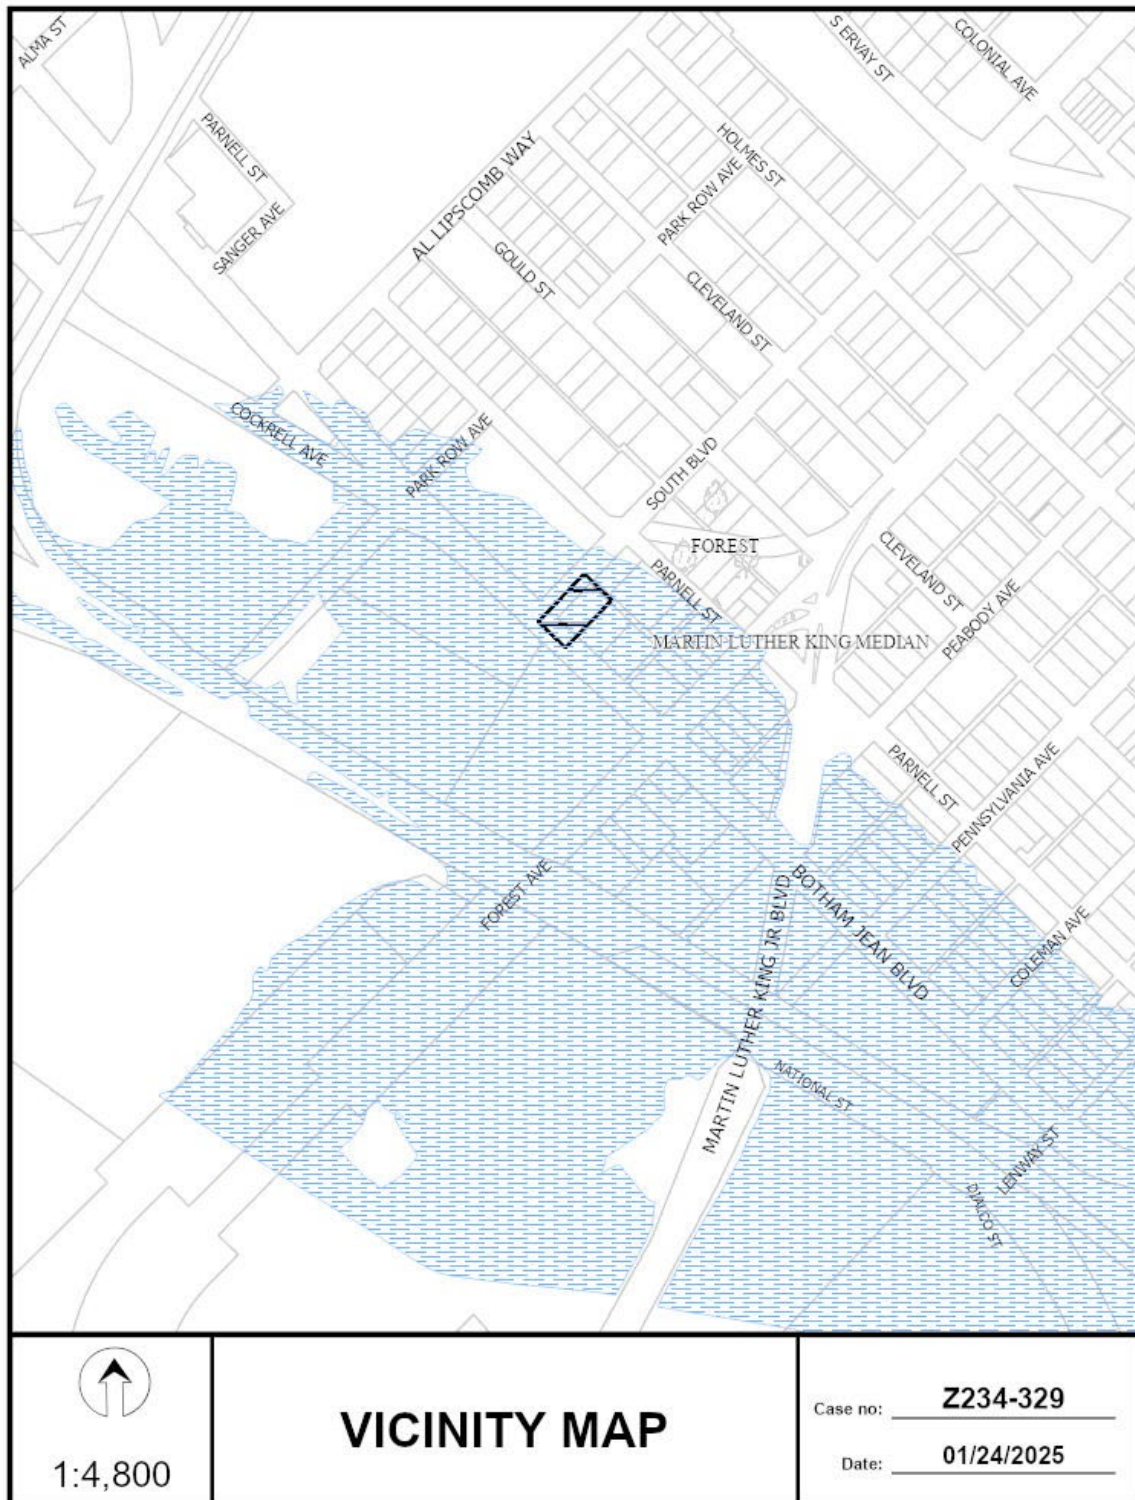 ALMA ST
S ERVAY ST
COLONIAL AVE
PARNELL ST
HOLMES ST
AL LIPSCOMB WAY
PARK ROW AVE
SANGER AVE
GOULD ST
CLEVELAND ST
COCKRELL AVE
PARK ROW AVE
SOUTH BLVD
FOREST
CLEVELAND ST
PARNELL ST
PEABODY AVE
MARTIN LUTHER KING MEDIAN
PARNELL ST
PENNSYLVANIA AVE
FOREST AVE
BOTHAM JEAN BLVD
MARTIN LUTHER KING JR BLVD
COLEMAN AVE
NATIONAL ST
LENWAY ST
DJALCO ST
1:4,800
VICINITY MAP
Case no: Z234-329
Date: 01/24/2025